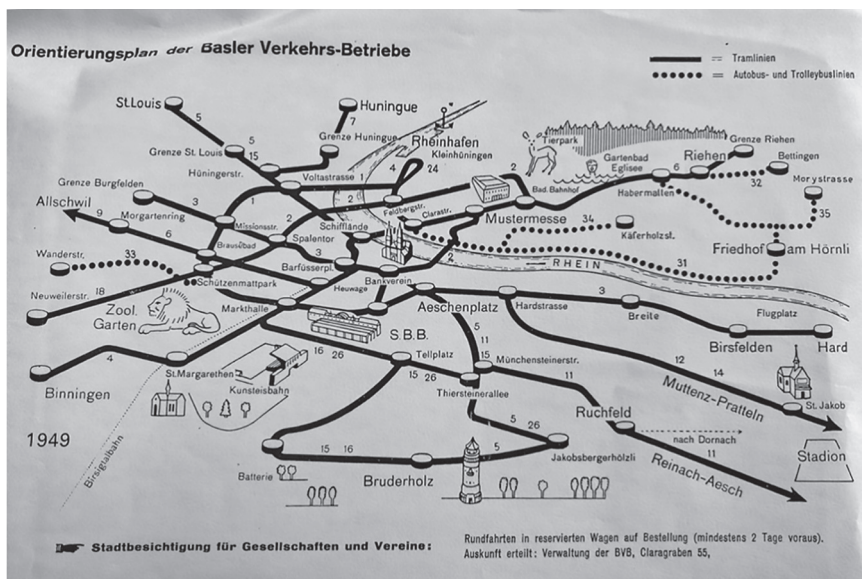 Orientierungsplan der Basler Verkehrs-Betriebe
= Tramlinien
= Autobus- und Trolleybuslinien
St.Louis
5
Huningue
7
5
Grenze St. Louis
15
Grenze Huningue
Rheinhafen
Kleinhüningen
Tierpark
Gartenbad
Eglisee
Grenze Riehen
Riehen
Bettingen
Hüningerstr.
Voltastrasse
1
4
24
2
Bad. Bahnhof
Habermatten
6
32
Morystrasse
35
Grenze Burgfelden
3
1
2
Feldbergstr.
Clarastr.
Mustermesse
34
Käferholzst.
Allschwil
9
Morgartenring
6
Missionsstr.
2
Spalentor
Schifflände
Friedhof am Hörnli
Brausebad
3
Barfüsserpl.
2
RHEIN
31
Wanderstr.
33
Schützenmattpark
Heuwage
Bankverein
Neuweilerstr.
18
Zool.
Garten
Markthalle
Aeschenplatz
Hardstrasse
3
Breite
Flugplatz
Birsfelden
Hard
S.B.B.
5
11
15
16
26
Tellplatz
Münchensteinerstr.
4
Binningen
St.Margarethen
Kunsteisbahn
15
26
Thiersteinerallee
11
12
14
Muttenz-Pratteln
St. Jakob
Ruchfeld
5
26
nach Dornach
Stadion
1949
Birsigtalbahn
15
16
5
Jakobsbergerhölzli
11
Reinach-Aesch
Batterie
Bruderholz
Stadtbesichtigung für Gesellschaften und Vereine:
Rundfahrten in reservierten Wagen auf Bestellung (mindestens 2 Tage voraus).
Auskunft erteilt: Verwaltung der BVB, Claragraben 55,